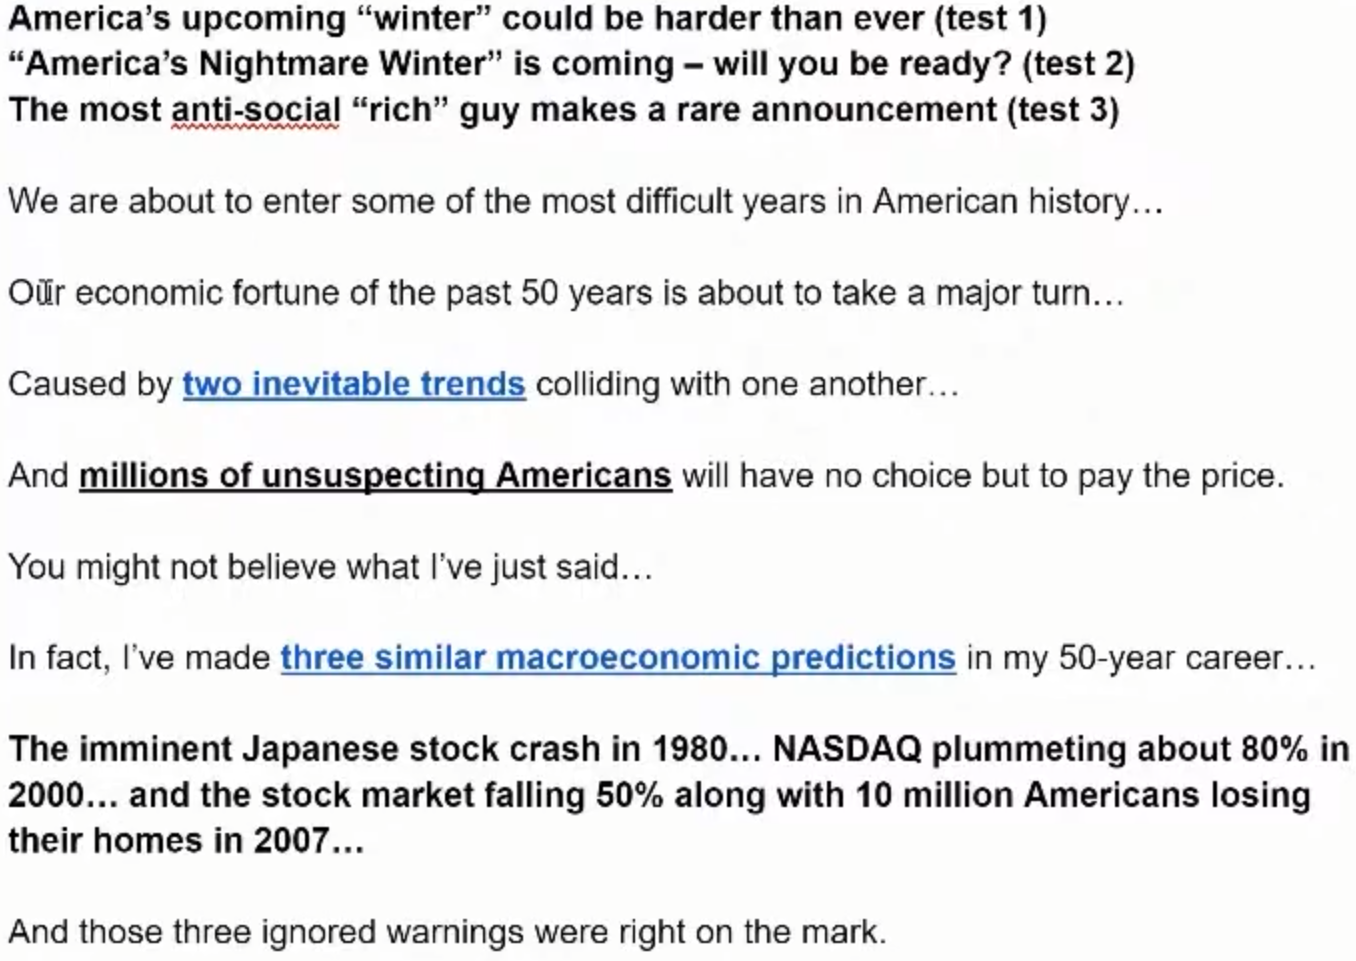 America’s upcoming “winter” could be harder than ever (test 1)
“America’s Nightmare Winter” is coming – will you be ready? (test 2)
The most anti-social “rich” guy makes a rare announcement (test 3)
We are about to enter some of the most difficult years in American history…
Our economic fortune of the past 50 years is about to take a major turn…
Caused by two inevitable trends colliding with one another…
And millions of unsuspecting Americans will have no choice but to pay the price.
You might not believe what I’ve just said…
In fact, I’ve made three similar macroeconomic predictions in my 50-year career…
The imminent Japanese stock crash in 1980… NASDAQ plummeting about 80% in
2000… and the stock market falling 50% along with 10 million Americans losing
their homes in 2007…
And those three ignored warnings were right on the mark.